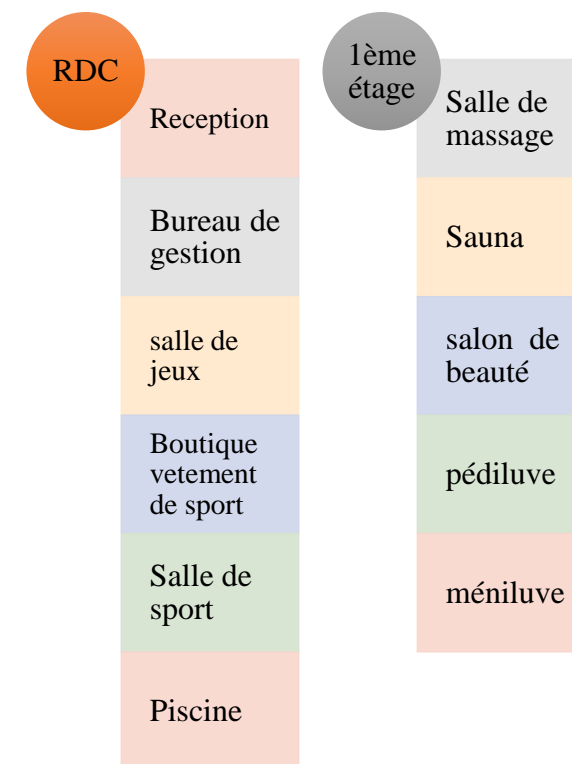 RDC
Reception
Bureau de
gestion
salle de
jeux
Boutique
vetement
de sport
Salle de
sport
Piscine
1ème
étage
Salle de
massage
Sauna
salon de
beauté
pédiluve
méniluve